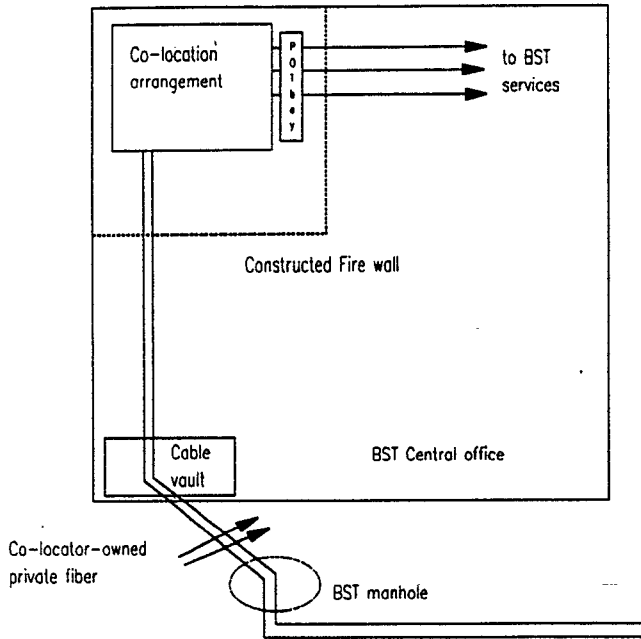 Co-location
arrangement
POTbay
to BST
services
Constructed Fire wall
Cable
vault
BST Central office
Co-locator-owned
private fiber
BST manhole